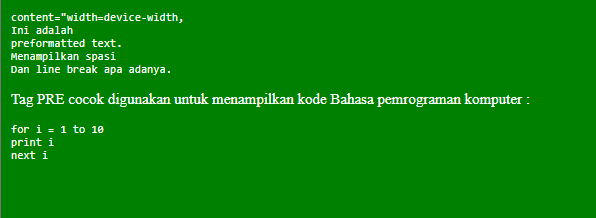 content="width=device-width,
Ini adalah
preformatted text.
Menampilkan spasi
Dan line break apa adanya.
Tag PRE cocok digunakan untuk menampilkan kode Bahasa pemrograman komputer :
for i = 1 to 10
print i
next i